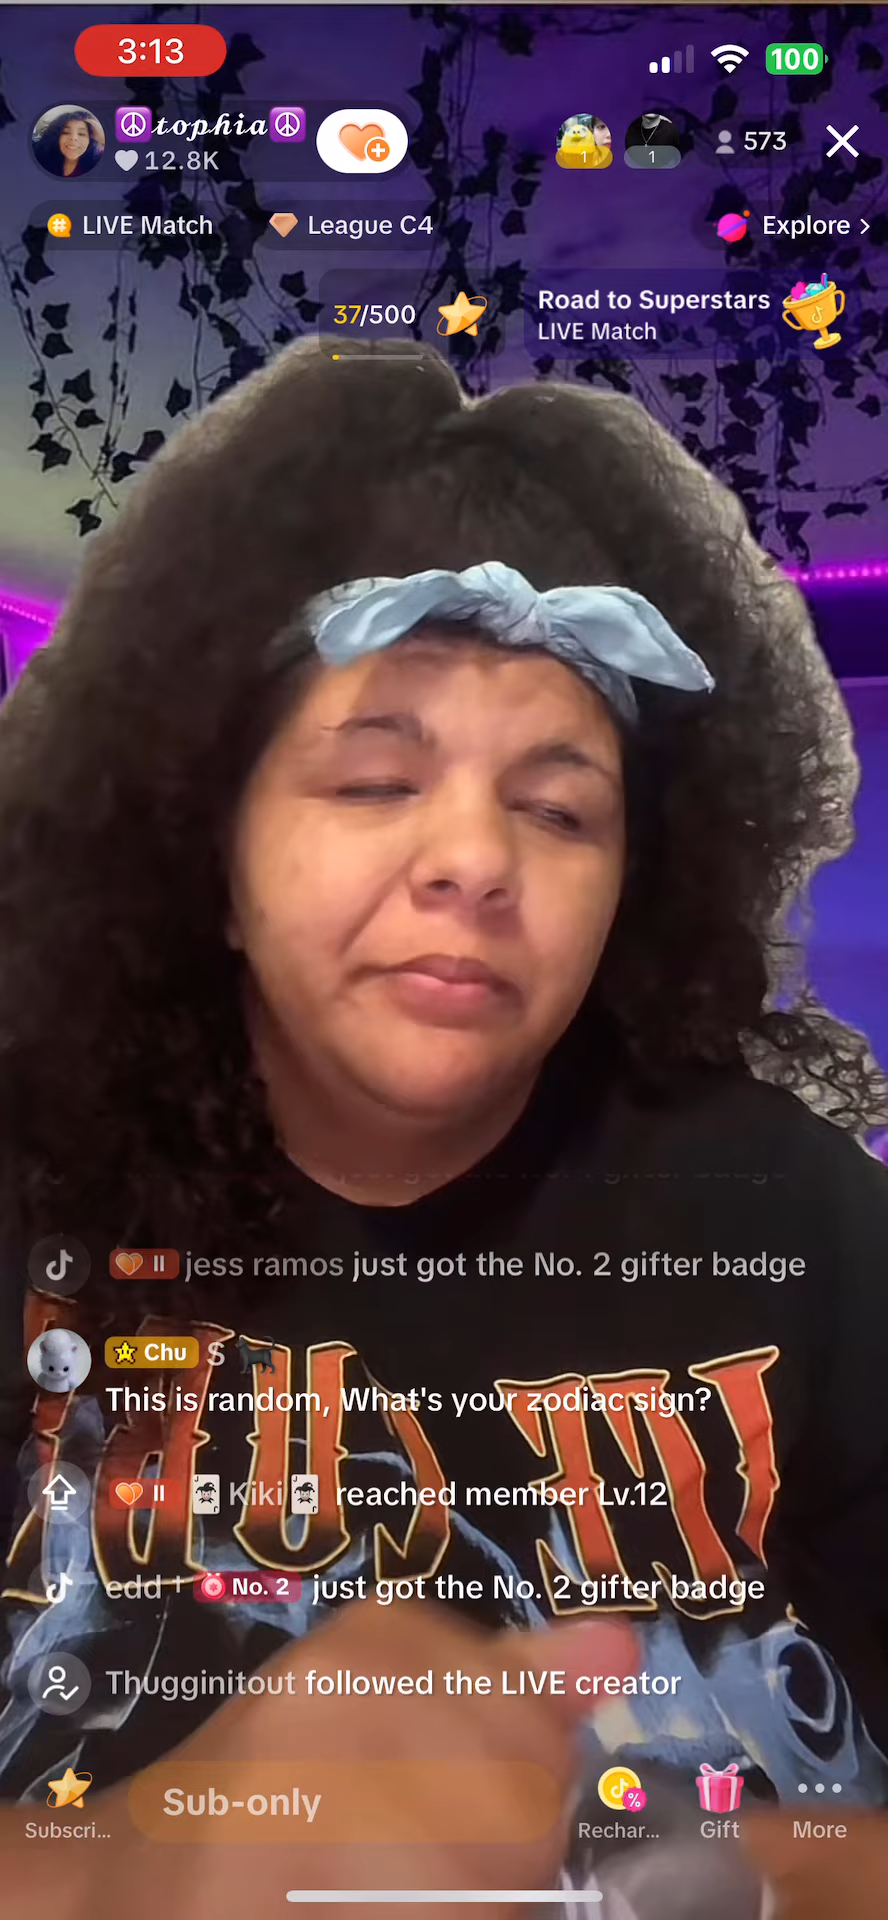 3:13
100
☮️𝓽𝓸𝓹𝓱𝓲𝓪☮️
12.8K
1
1
573
LIVE Match
League C4
Explore >
37/500
Road to Superstars
LIVE Match
II jess ramos just got the No. 2 gifter badge
Chu S 🐈‍⬛
This is random, What's your zodiac sign?
II 🃏Kiki🃏 reached member Lv.12
edd † No. 2 just got the No. 2 gifter badge
Thugginitout followed the LIVE creator
Subscri...
Sub-only
Rechar...
Gift
More